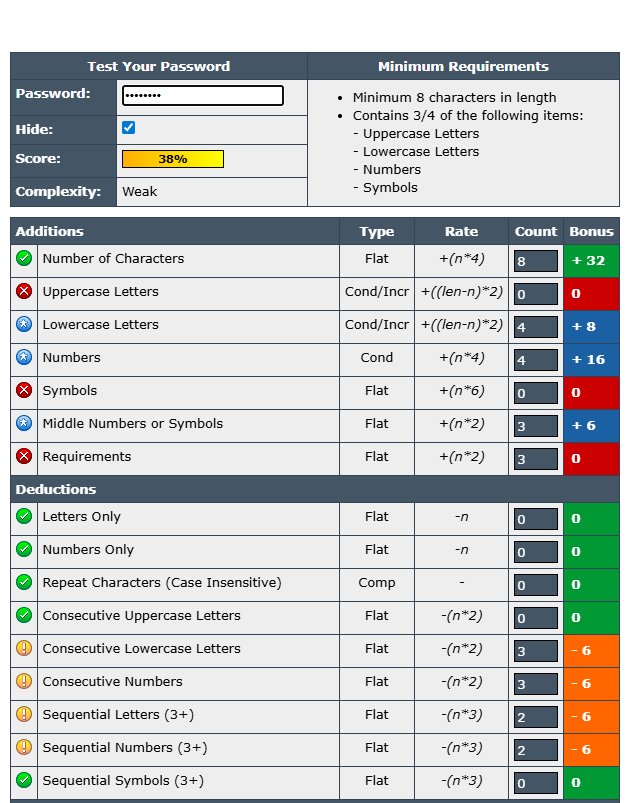 Test Your Password Minimum Requirements
Password: ••••••••
• Minimum 8 characters in length
• Contains 3/4 of the following items:
- Uppercase Letters
- Lowercase Letters
- Numbers
- Symbols
Hide:
Score: 38%
Complexity: Weak
Additions Type Rate Count Bonus
Number of Characters Flat +(n*4) 8 + 32
Uppercase Letters Cond/Incr +((len-n)*2) 0 0
Lowercase Letters Cond/Incr +((len-n)*2) 4 + 8
Numbers Cond +(n*4) 4 + 16
Symbols Flat +(n*6) 0 0
Middle Numbers or Symbols Flat +(n*2) 3 + 6
Requirements Flat +(n*2) 3 0
Deductions
Letters Only Flat -n 0 0
Numbers Only Flat -n 0 0
Repeat Characters (Case Insensitive) Comp - 0 0
Consecutive Uppercase Letters Flat -(n*2) 0 0
Consecutive Lowercase Letters Flat -(n*2) 3 - 6
Consecutive Numbers Flat -(n*2) 3 - 6
Sequential Letters (3+) Flat -(n*3) 2 - 6
Sequential Numbers (3+) Flat -(n*3) 2 - 6
Sequential Symbols (3+) Flat -(n*3) 0 0